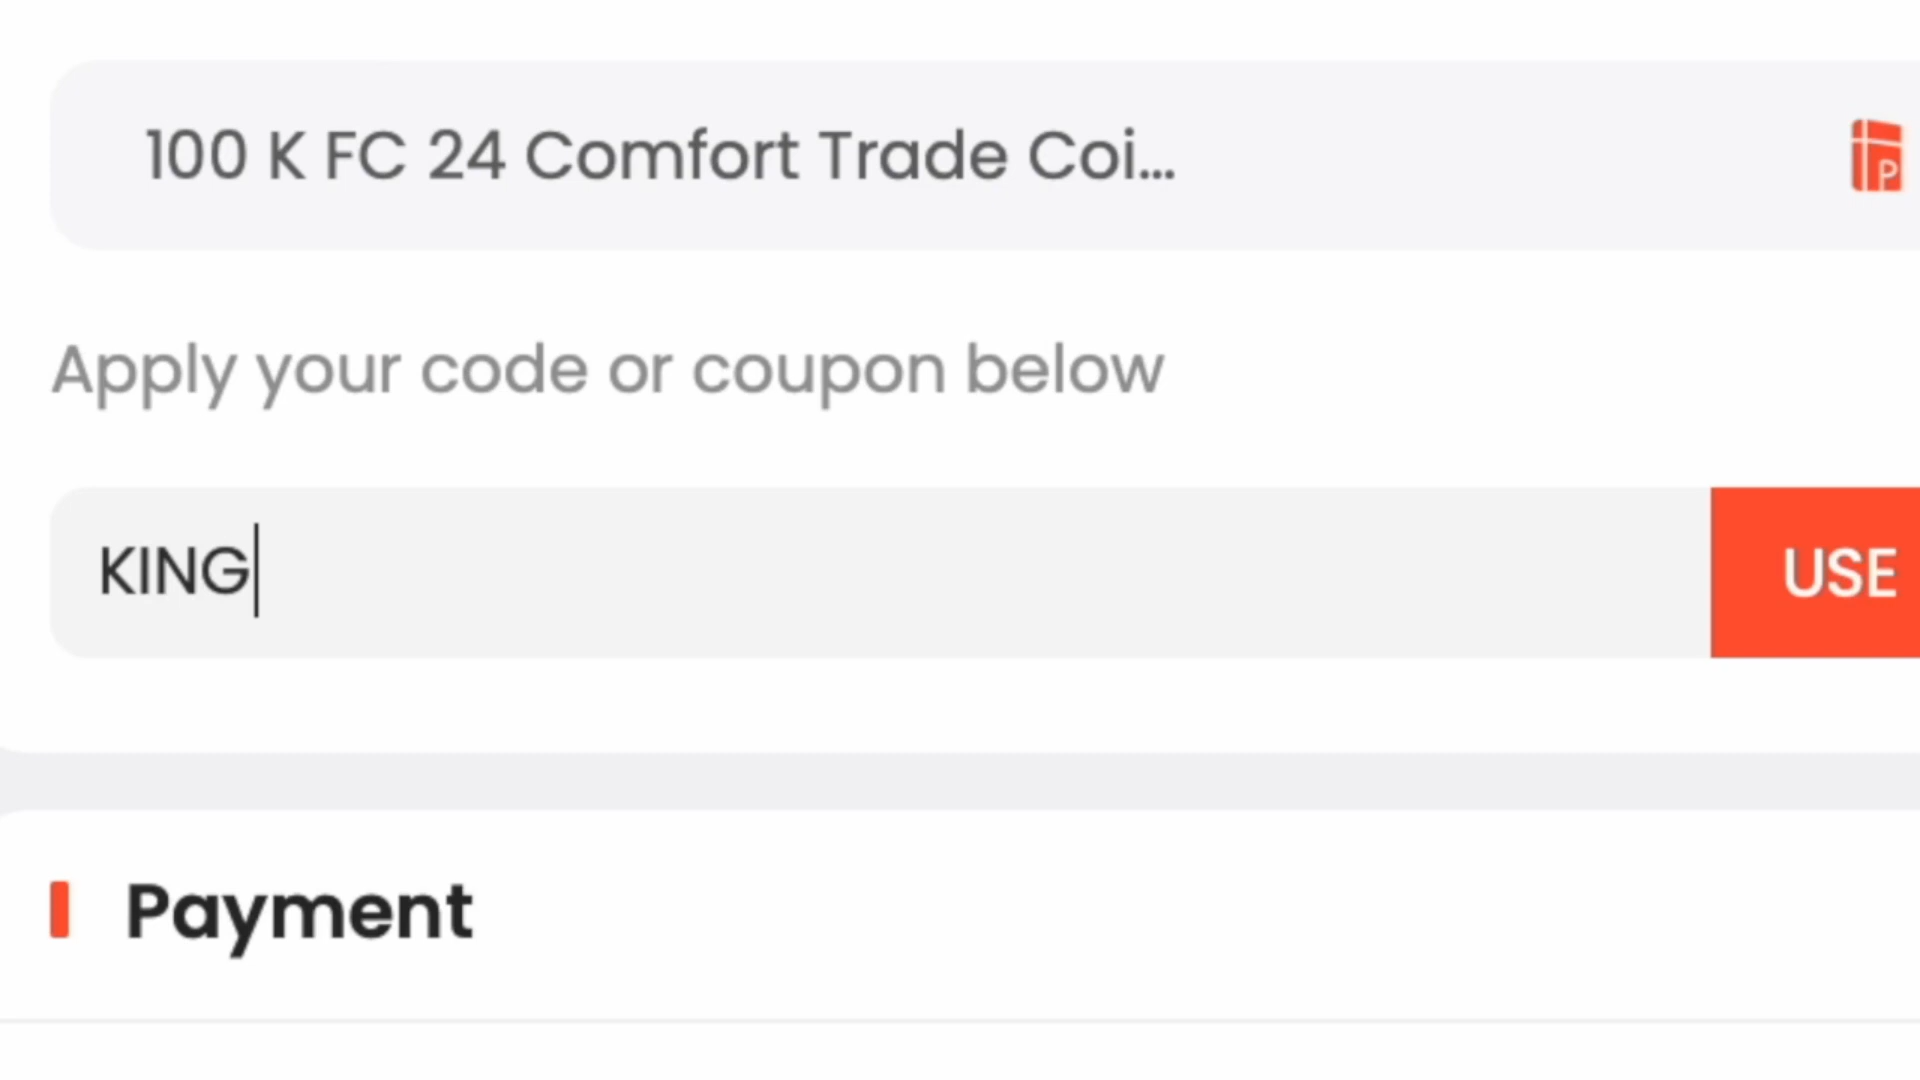 100 K FC 24 Comfort Trade Coi...
P
Apply your code or coupon below
KING
USE
Payment